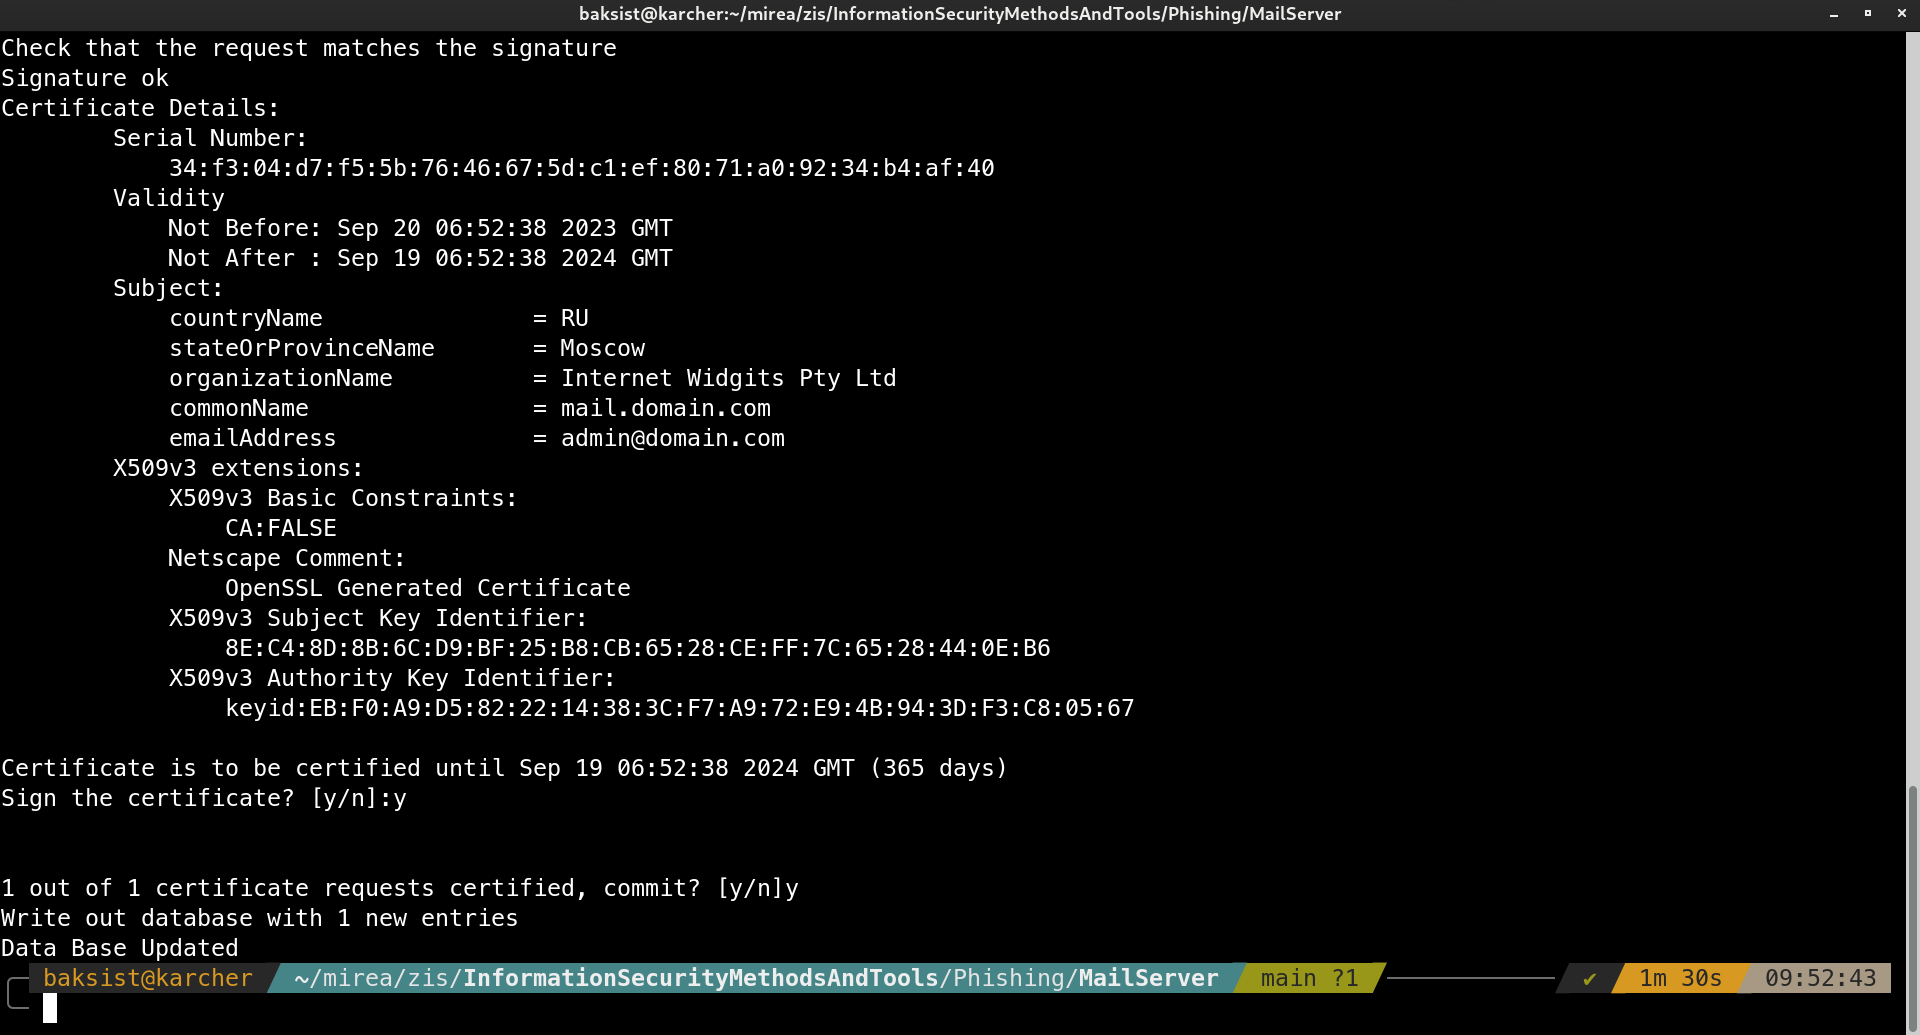 baksist@karcher:~/mirea/zis/InformationSecurityMethodsAndTools/Phishing/MailServer
Check that the request matches the signature
Signature ok
Certificate Details:
        Serial Number:
            34:f3:04:d7:f5:5b:76:46:67:5d:c1:ef:80:71:a0:92:34:b4:af:40
        Validity
            Not Before: Sep 20 06:52:38 2023 GMT
            Not After : Sep 19 06:52:38 2024 GMT
        Subject:
            countryName               = RU
            stateOrProvinceName       = Moscow
            organizationName          = Internet Widgits Pty Ltd
            commonName                = mail.domain.com
            emailAddress              = admin@domain.com
        X509v3 extensions:
            X509v3 Basic Constraints:
                CA:FALSE
            Netscape Comment:
                OpenSSL Generated Certificate
            X509v3 Subject Key Identifier:
                8E:C4:8D:8B:6C:D9:BF:25:B8:CB:65:28:CE:FF:7C:65:28:44:0E:B6
            X509v3 Authority Key Identifier:
                keyid:EB:F0:A9:D5:82:22:14:38:3C:F7:A9:72:E9:4B:94:3D:F3:C8:05:67
Certificate is to be certified until Sep 19 06:52:38 2024 GMT (365 days)
Sign the certificate? [y/n]:y
1 out of 1 certificate requests certified, commit? [y/n]y
Write out database with 1 new entries
Data Base Updated
baksist@karcher ~/mirea/zis/InformationSecurityMethodsAndTools/Phishing/MailServer main ?1 ✔ 1m 30s 09:52:43